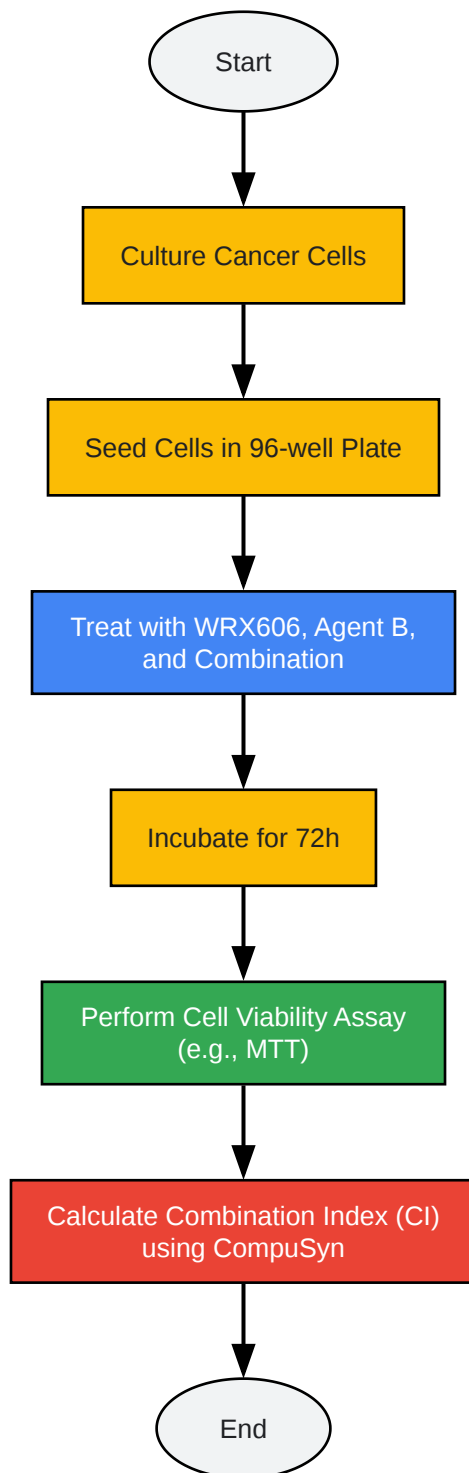 Start
Culture Cancer Cells
Seed Cells in 96-well Plate
Treat with WRX606, Agent B,
and Combination
Incubate for 72h
Perform Cell Viability Assay
(e.g., MTT)
Calculate Combination Index (CI)
using CompuSyn
End